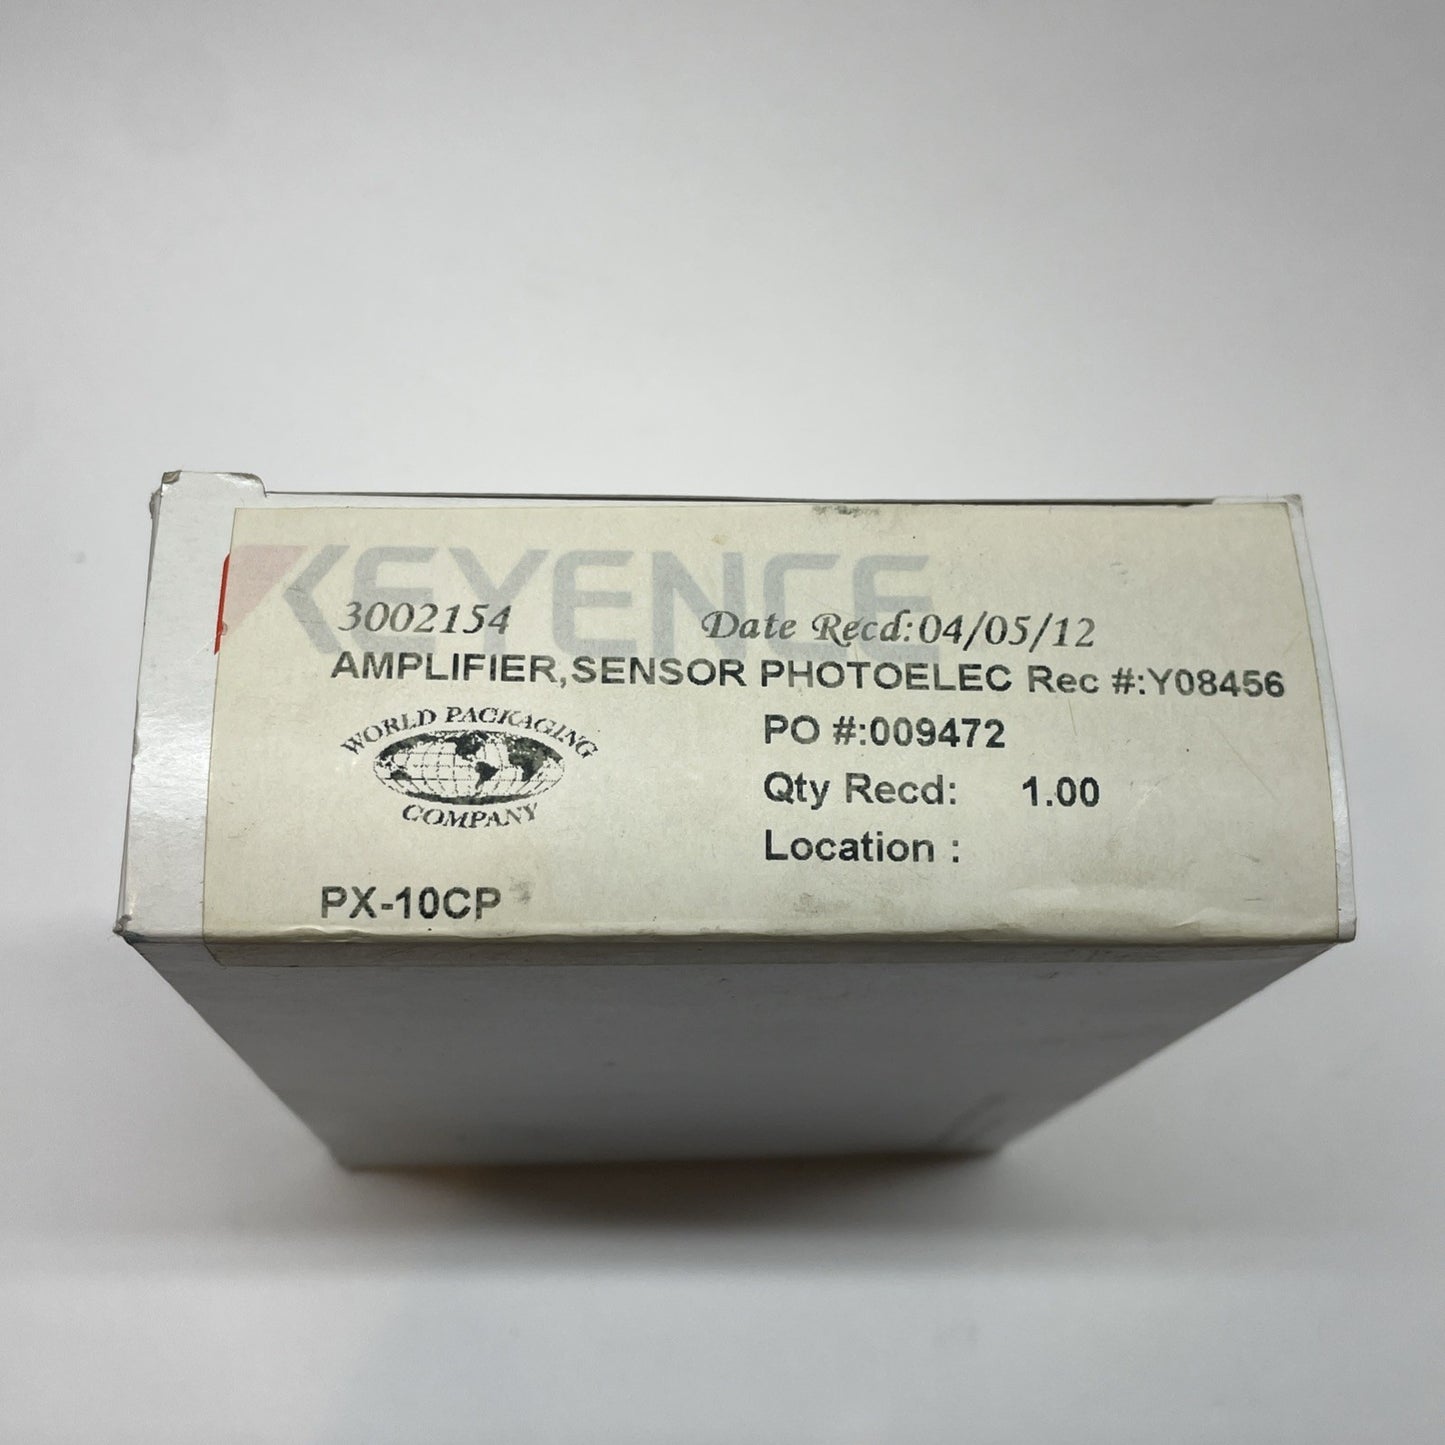 KEYENCE
3002154 Date Recd:04/05/12
AMPLIFIER,SENSOR PHOTOELEC Rec #:Y08456
WORLD PACKAGING
COMPANY
PO #:009472
Qty Recd: 1.00
Location :
PX-10CP